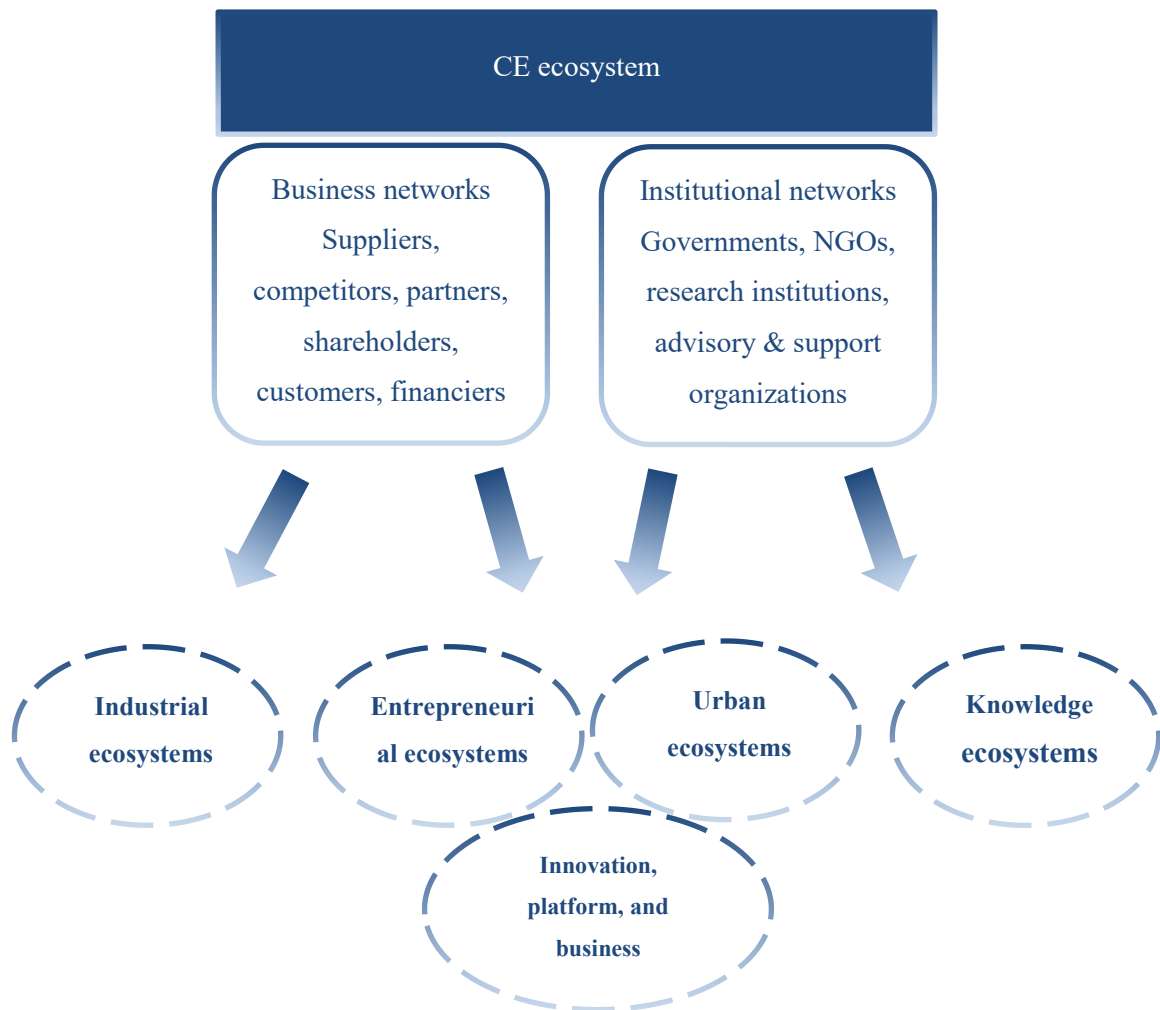 CE ecosystem
Business networks
Suppliers,
competitors, partners,
shareholders,
customers, financiers
Institutional networks
Governments, NGOs,
research institutions,
advisory & support
organizations
Industrial
ecosystems
Entrepreneuri
al ecosystems
Urban
ecosystems
Knowledge
ecosystems
Innovation,
platform, and
business